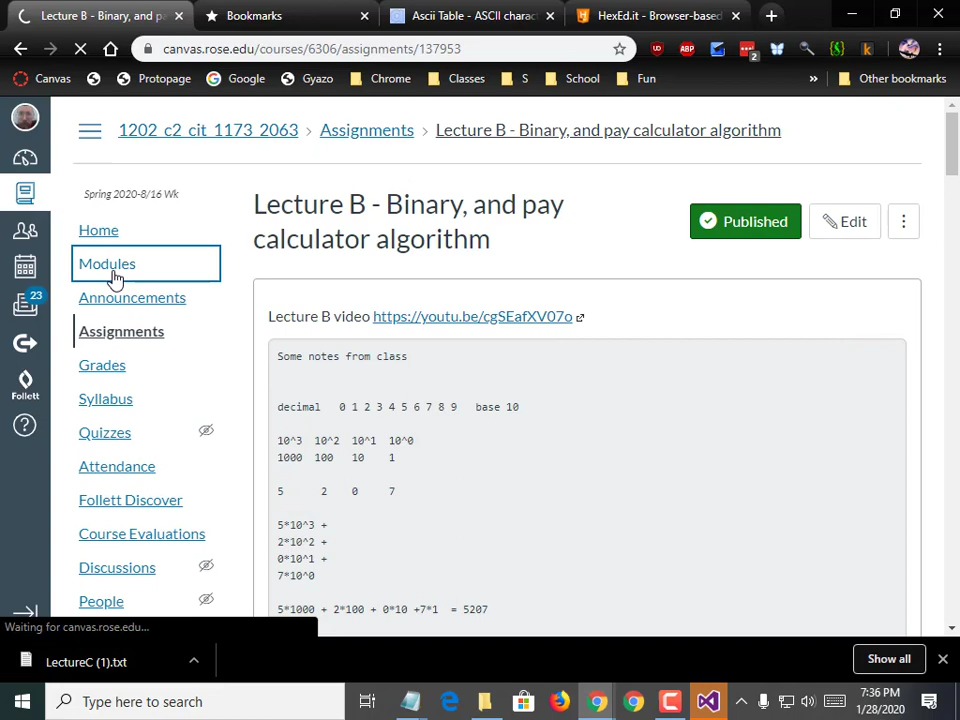 Lecture B - Binary, and pa
Bookmarks
Ascii Table - ASCII charac
HexEd.it - Browser-based
canvas.rose.edu/courses/6306/assignments/137953
2
Canvas
Protopage
Google
Gyazo
Chrome
Classes
S
School
Fun
»
Other bookmarks
1202_c2_cit_1173_2063 > Assignments > Lecture B - Binary, and pay calculator algorithm
Spring 2020-8/16 Wk
Home
Modules
Announcements
Assignments
Grades
Syllabus
Quizzes
Attendance
Follett Discover
Course Evaluations
Discussions
People
23
Follett
Lecture B - Binary, and pay
calculator algorithm
Published
Edit
Lecture B video https://youtu.be/cgSEafXV07o
Some notes from class
decimal 0 1 2 3 4 5 6 7 8 9 base 10
10^3 10^2 10^1 10^0
1000 100 10 1
5 2 0 7
5*10^3 +
2*10^2 +
0*10^1 +
7*10^0
5*1000 + 2*100 + 0*10 +7*1 = 5207
Waiting for canvas.rose.edu...
LectureC (1).txt
Show all
Type here to search
7:36 PM
1/28/2020